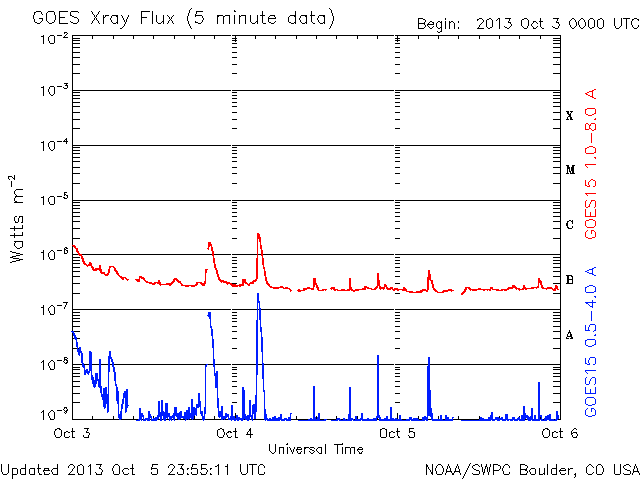 GOES Xray Flux (5 minute data)
Begin: 2013 Oct 3 0000 UTC
10⁻²
10⁻³
10⁻⁴
10⁻⁵
10⁻⁶
10⁻⁷
10⁻⁸
10⁻⁹
Watts m⁻²
X
M
C
B
A
GOES15 1.0-8.0 A
GOES15 0.5-4.0 A
Oct 3
Oct 4
Oct 5
Oct 6
Universal Time
Updated 2013 Oct 5 23:55:11 UTC
NOAA/SWPC Boulder, CO USA